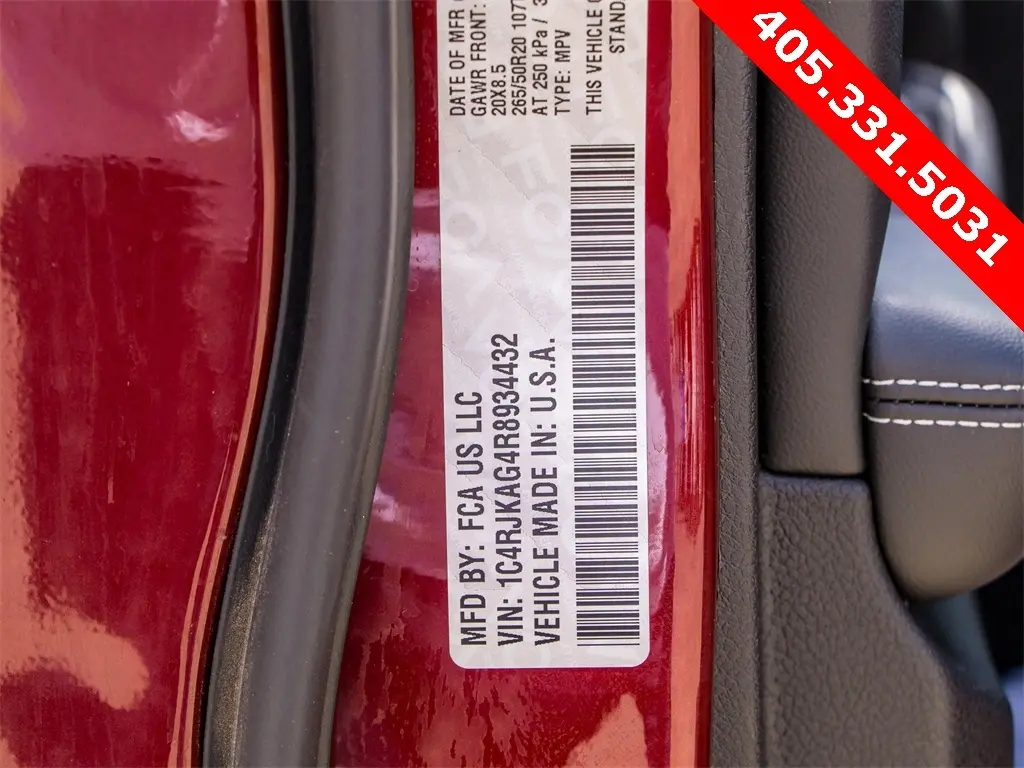 405.331.5031
DATE OF MFR
GAWR FRONT:
20X8.5
265/50R20
AT 250 kPa /
TYPE: MPV
THIS VEHICLE
STAND
MFD BY: FCA US LLC
VIN: 1C4RJKAG4R8934432
VEHICLE MADE IN: U.S.A.